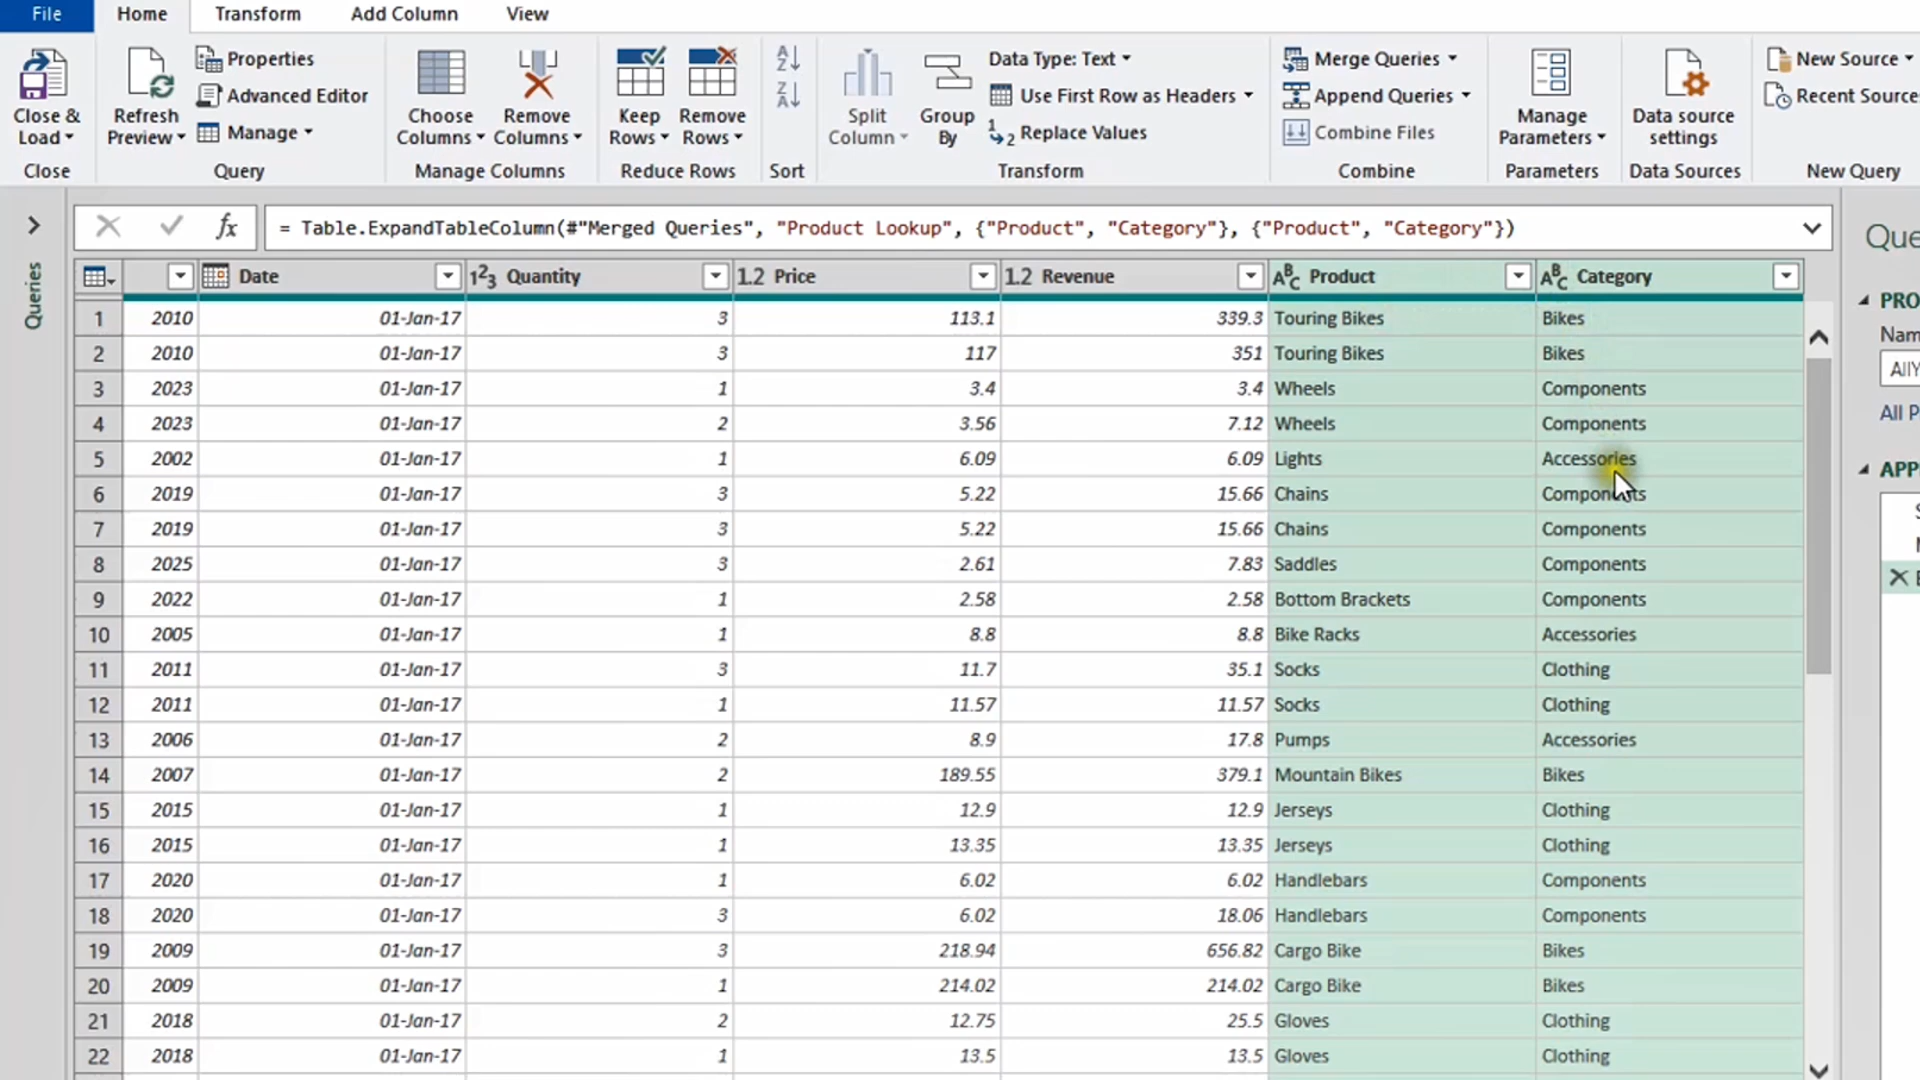 File Home Transform Add Column View
Close & Load
Refresh Preview
Properties
Advanced Editor
Manage
Choose Columns
Remove Columns
Keep Rows
Remove Rows
Split Column
Group By
Data Type: Text
Use First Row as Headers
Replace Values
Merge Queries
Append Queries
Combine Files
Manage Parameters
Data source settings
New Source
Recent Source
Close Query Manage Columns Reduce Rows Sort Transform Combine Parameters Data Sources New Query
= Table.ExpandTableColumn(#"Merged Queries", "Product Lookup", {"Product", "Category"}, {"Product", "Category"})
Queries
Date 1²3 Quantity 1.2 Price 1.2 Revenue ABC Product ABC Category
1 2010 01-Jan-17 3 113.1 339.3 Touring Bikes Bikes
2 2010 01-Jan-17 3 117 351 Touring Bikes Bikes
3 2023 01-Jan-17 1 3.4 3.4 Wheels Components
4 2023 01-Jan-17 2 3.56 7.12 Wheels Components
5 2002 01-Jan-17 1 6.09 6.09 Lights Accessories
6 2019 01-Jan-17 3 5.22 15.66 Chains Components
7 2019 01-Jan-17 3 5.22 15.66 Chains Components
8 2025 01-Jan-17 3 2.61 7.83 Saddles Components
9 2022 01-Jan-17 1 2.58 2.58 Bottom Brackets Components
10 2005 01-Jan-17 1 8.8 8.8 Bike Racks Accessories
11 2011 01-Jan-17 3 11.7 35.1 Socks Clothing
12 2011 01-Jan-17 1 11.57 11.57 Socks Clothing
13 2006 01-Jan-17 2 8.9 17.8 Pumps Accessories
14 2007 01-Jan-17 2 189.55 379.1 Mountain Bikes Bikes
15 2015 01-Jan-17 1 12.9 12.9 Jerseys Clothing
16 2015 01-Jan-17 1 13.35 13.35 Jerseys Clothing
17 2020 01-Jan-17 1 6.02 6.02 Handlebars Components
18 2020 01-Jan-17 3 6.02 18.06 Handlebars Components
19 2009 01-Jan-17 3 218.94 656.82 Cargo Bike Bikes
20 2009 01-Jan-17 1 214.02 214.02 Cargo Bike Bikes
21 2018 01-Jan-17 2 12.75 25.5 Gloves Clothing
22 2018 01-Jan-17 1 13.5 13.5 Gloves Clothing
Que
PRO
Nam
All P
APP